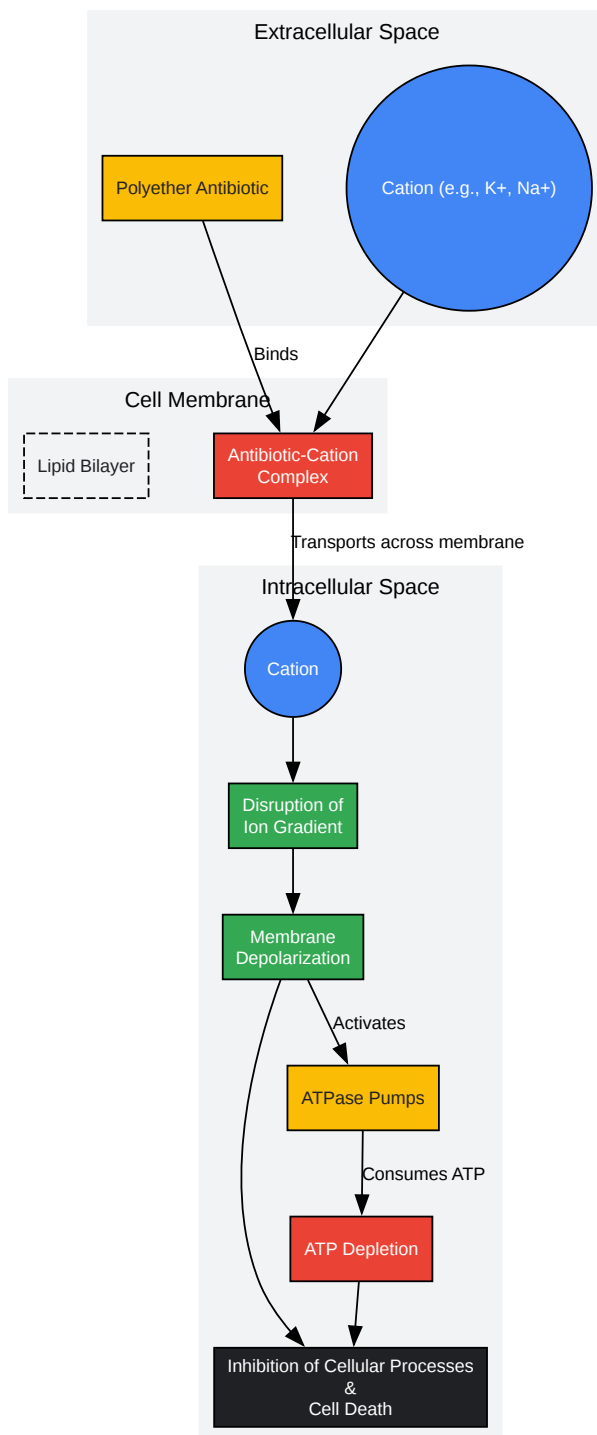 Extracellular Space
Polyether Antibiotic
Cation (e.g., K+, Na+)
Binds
Cell Membrane
Lipid Bilayer
Antibiotic-Cation
Complex
Transports across membrane
Intracellular Space
Cation
Disruption of
Ion Gradient
Membrane
Depolarization
Activates
ATPase Pumps
Consumes ATP
ATP Depletion
Inhibition of Cellular Processes
&
Cell Death